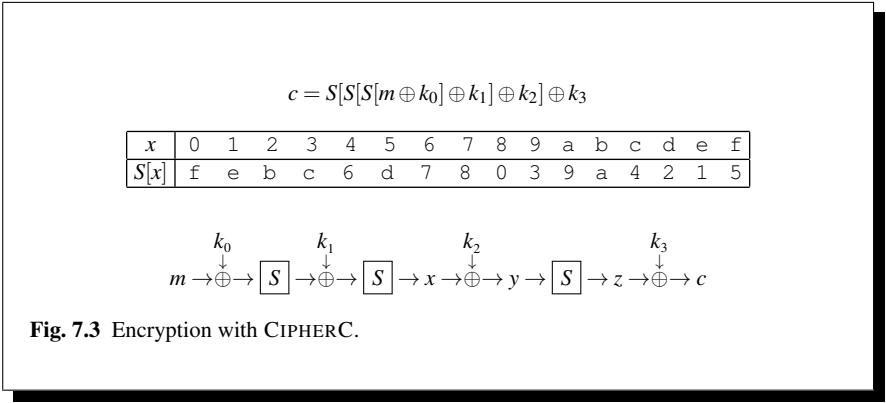 c = S[S[S[m ⊕ k₀] ⊕ k₁] ⊕ k₂] ⊕ k₃
x 0 1 2 3 4 5 6 7 8 9 a b c d e f
S[x] f e b c 6 d 7 8 0 3 9 a 4 2 1 5
k₀ k₁ k₂ k₃
↓ ↓ ↓ ↓
m → ⊕ → S → ⊕ → S → x → ⊕ → y → S → z → ⊕ → c
Fig. 7.3 Encryption with CIPHERC.